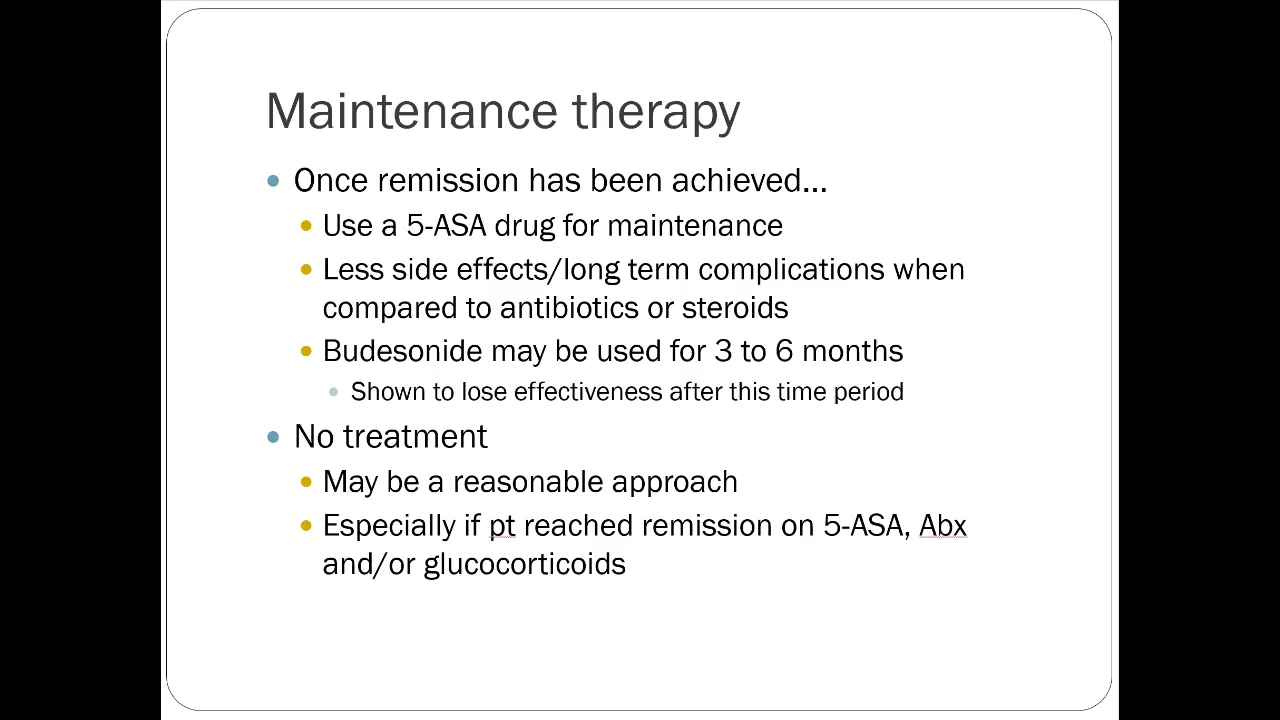 Maintenance therapy
Once remission has been achieved...
Use a 5-ASA drug for maintenance
Less side effects/long term complications when
compared to antibiotics or steroids
Budesonide may be used for 3 to 6 months
Shown to lose effectiveness after this time period
No treatment
May be a reasonable approach
Especially if pt reached remission on 5-ASA, Abx
and/or glucocorticoids